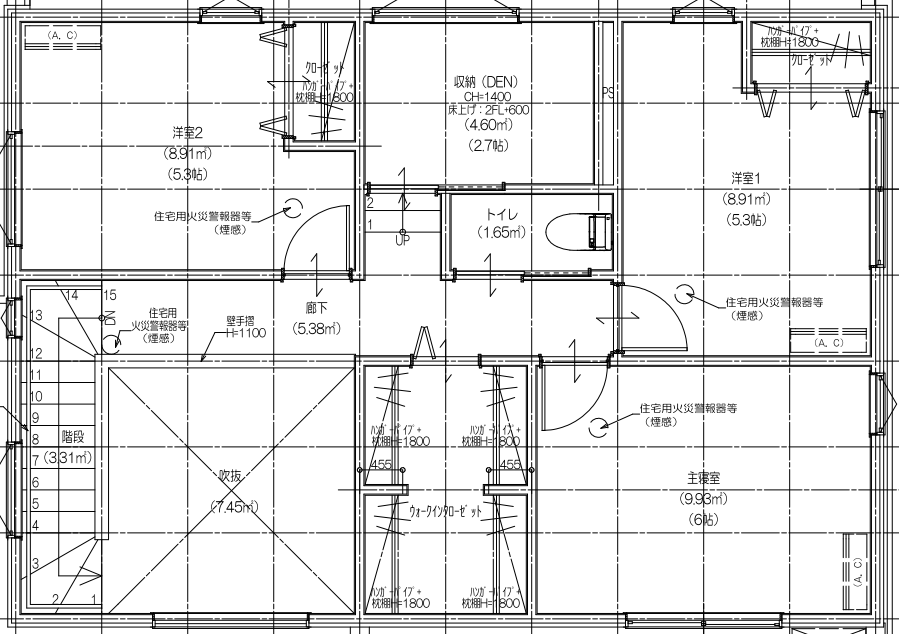 (A. C)
クローゼット
ハンガーパイプ+
枕棚H=1800
収納（DEN）
CH=1400
床上げ：2FL+600
(4.60㎡)
(2.7帖)
PS
ハンガーパイプ+
枕棚H=1800
クローゼット
洋室2
(8.91㎡)
(5.3帖)
洋室1
(8.91㎡)
(5.3帖)
住宅用火災警報器等
(煙感)
2
1
UP
トイレ
(1.65㎡)
14
15
13
DN
住宅用
火災警報器等
(煙感)
壁手摺
H=1100
廊下
(5.38㎡)
住宅用火災警報器等
(煙感)
(A. C)
12
11
10
9
8
7
6
5
4
3
2
1
階段
(3.31㎡)
吹抜
(7.45㎡)
ハンガーパイプ+
枕棚H=1800
ハンガーパイプ+
枕棚H=1800
455
455
ウォークインクローゼット
ハンガーパイプ+
枕棚H=1800
ハンガーパイプ+
枕棚H=1800
住宅用火災警報器等
(煙感)
主寝室
(9.93㎡)
(6帖)
(A. C)